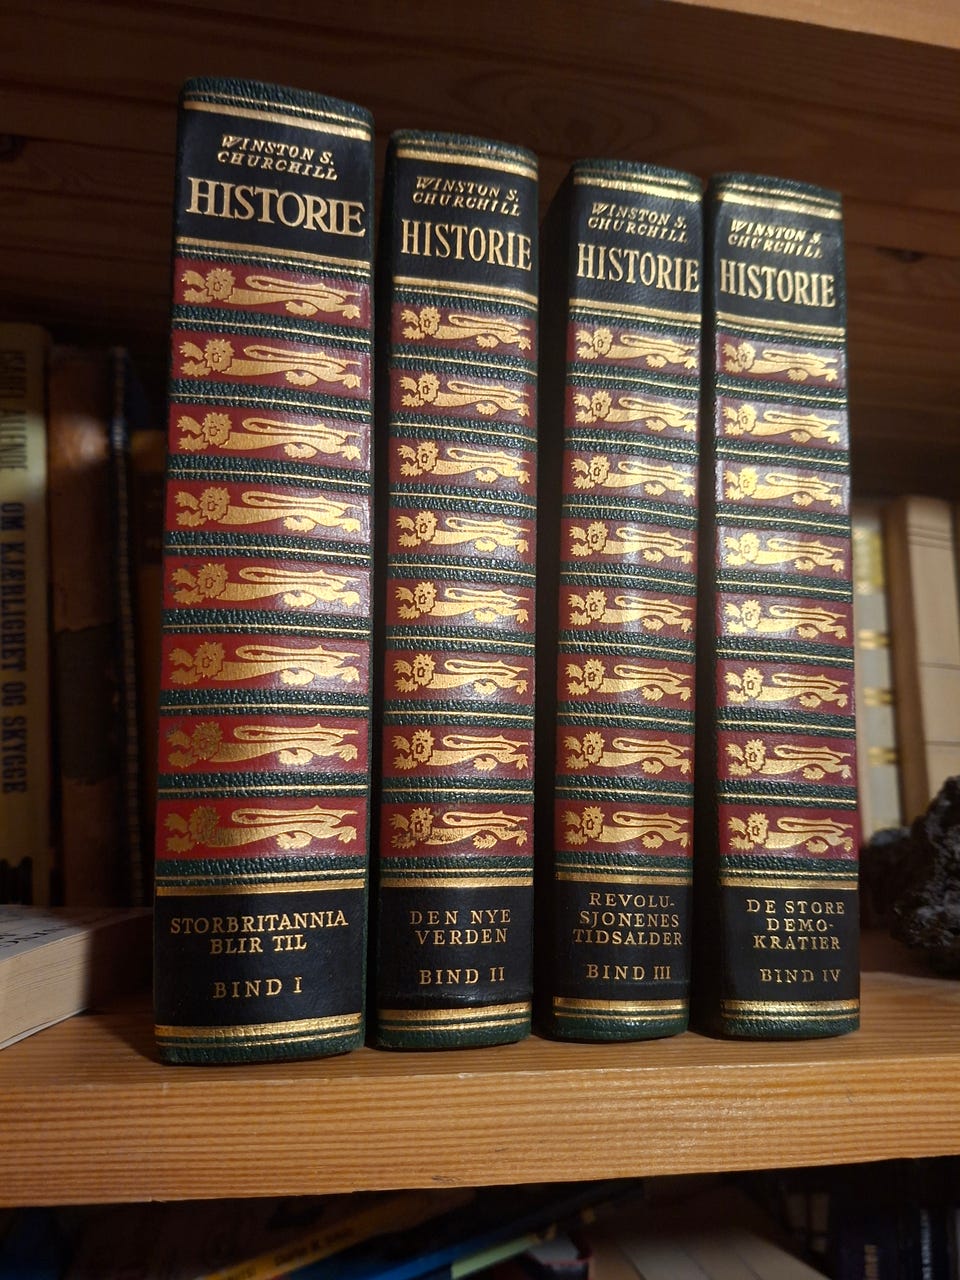 WINSTON S.
CHURCHILL
HISTORIE
STORBRITANNIA
BLIR TIL
BIND I
WINSTON S.
CHURCHILL
HISTORIE
DEN NYE
VERDEN
BIND II
WINSTON S.
CHURCHILL
HISTORIE
REVOLU-
SJONENES
TIDSALDER
BIND III
WINSTON S.
CHURCHILL
HISTORIE
DE STORE
DEMO-
KRATIER
BIND IV
OM KJÆRLIGHET OG SKYGGE